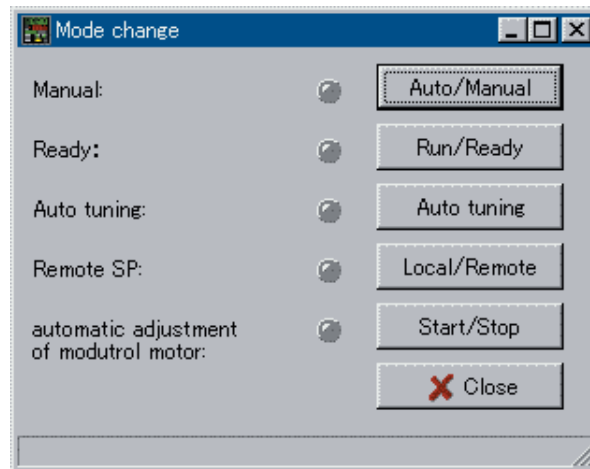 Mode change
Manual:
Auto/Manual
Ready:
Run/Ready
Auto tuning:
Auto tuning
Remote SP:
Local/Remote
automatic adjustment
of modutrol motor:
Start/Stop
Close